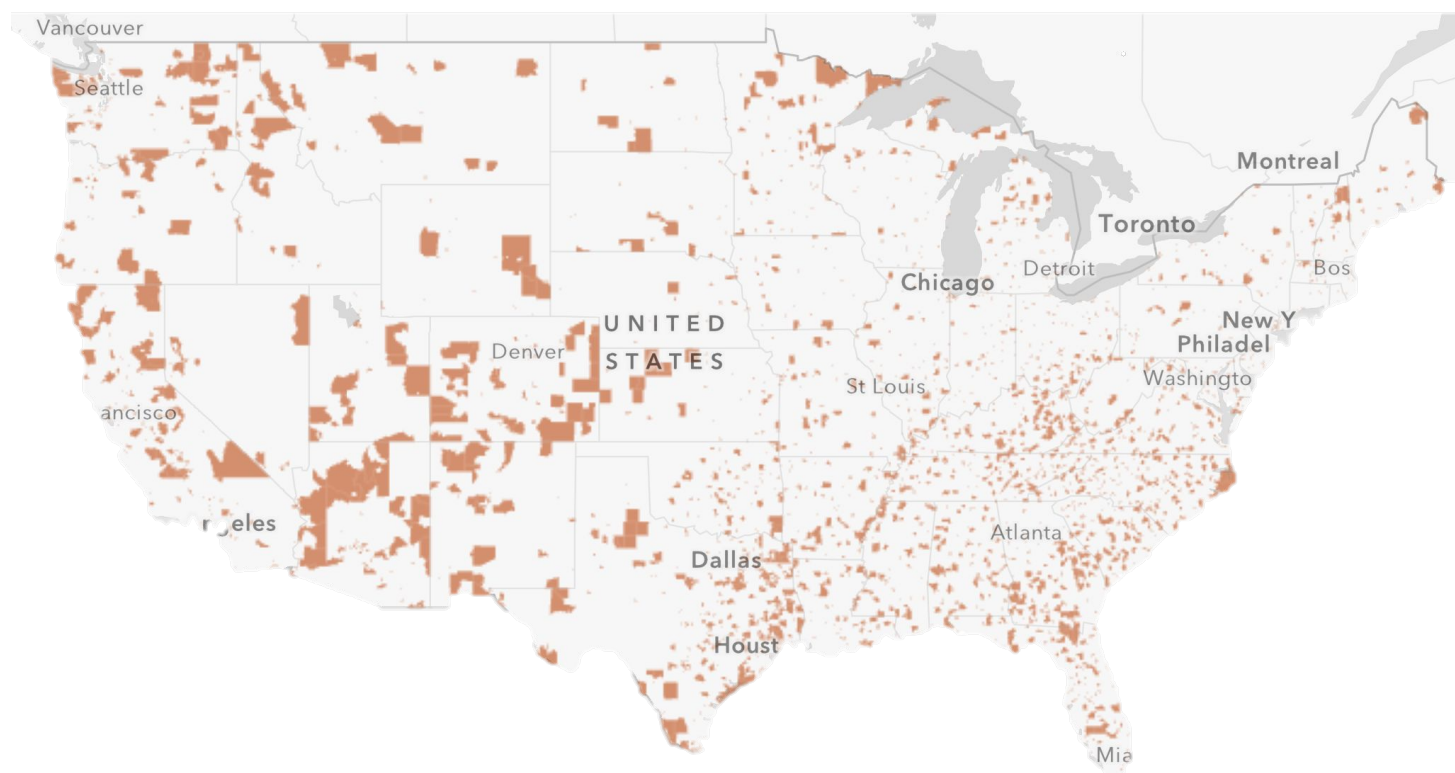 Vancouver
Seattle
Montreal
Toronto
Detroit
Bos
Chicago
New Y
UNITED
Philadel
Denver
STATES
Washingto
St Louis
ancisco
geles
Atlanta
Dallas
Houst
Mia